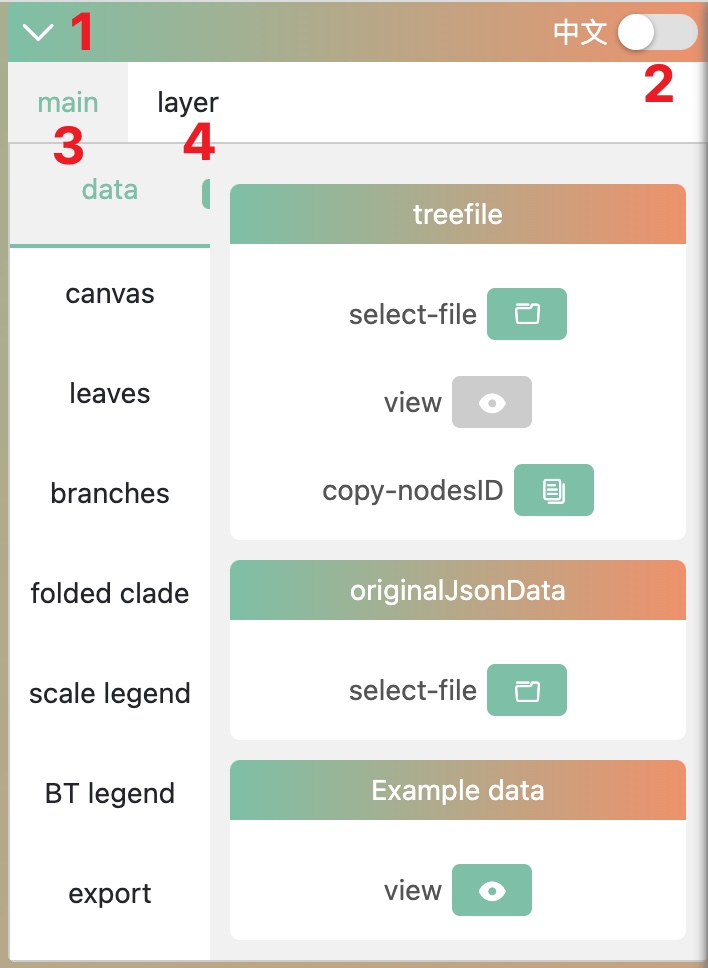 1
中文
2
main
layer
3
4
data
canvas
leaves
branches
folded clade
scale legend
BT legend
export
treefile
select-file
view
copy-nodesID
originalJsonData
select-file
Example data
view